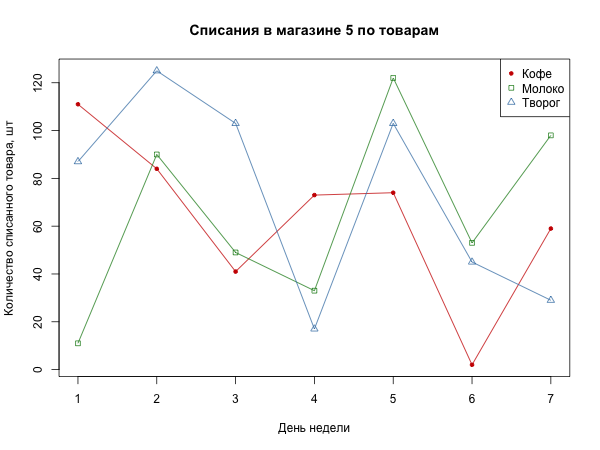 Списания в магазине 5 по товарам
Кофе
Молоко
Творог
Количество списанного товара, шт
0 20 40 60 80 100 120
1 2 3 4 5 6 7
День недели